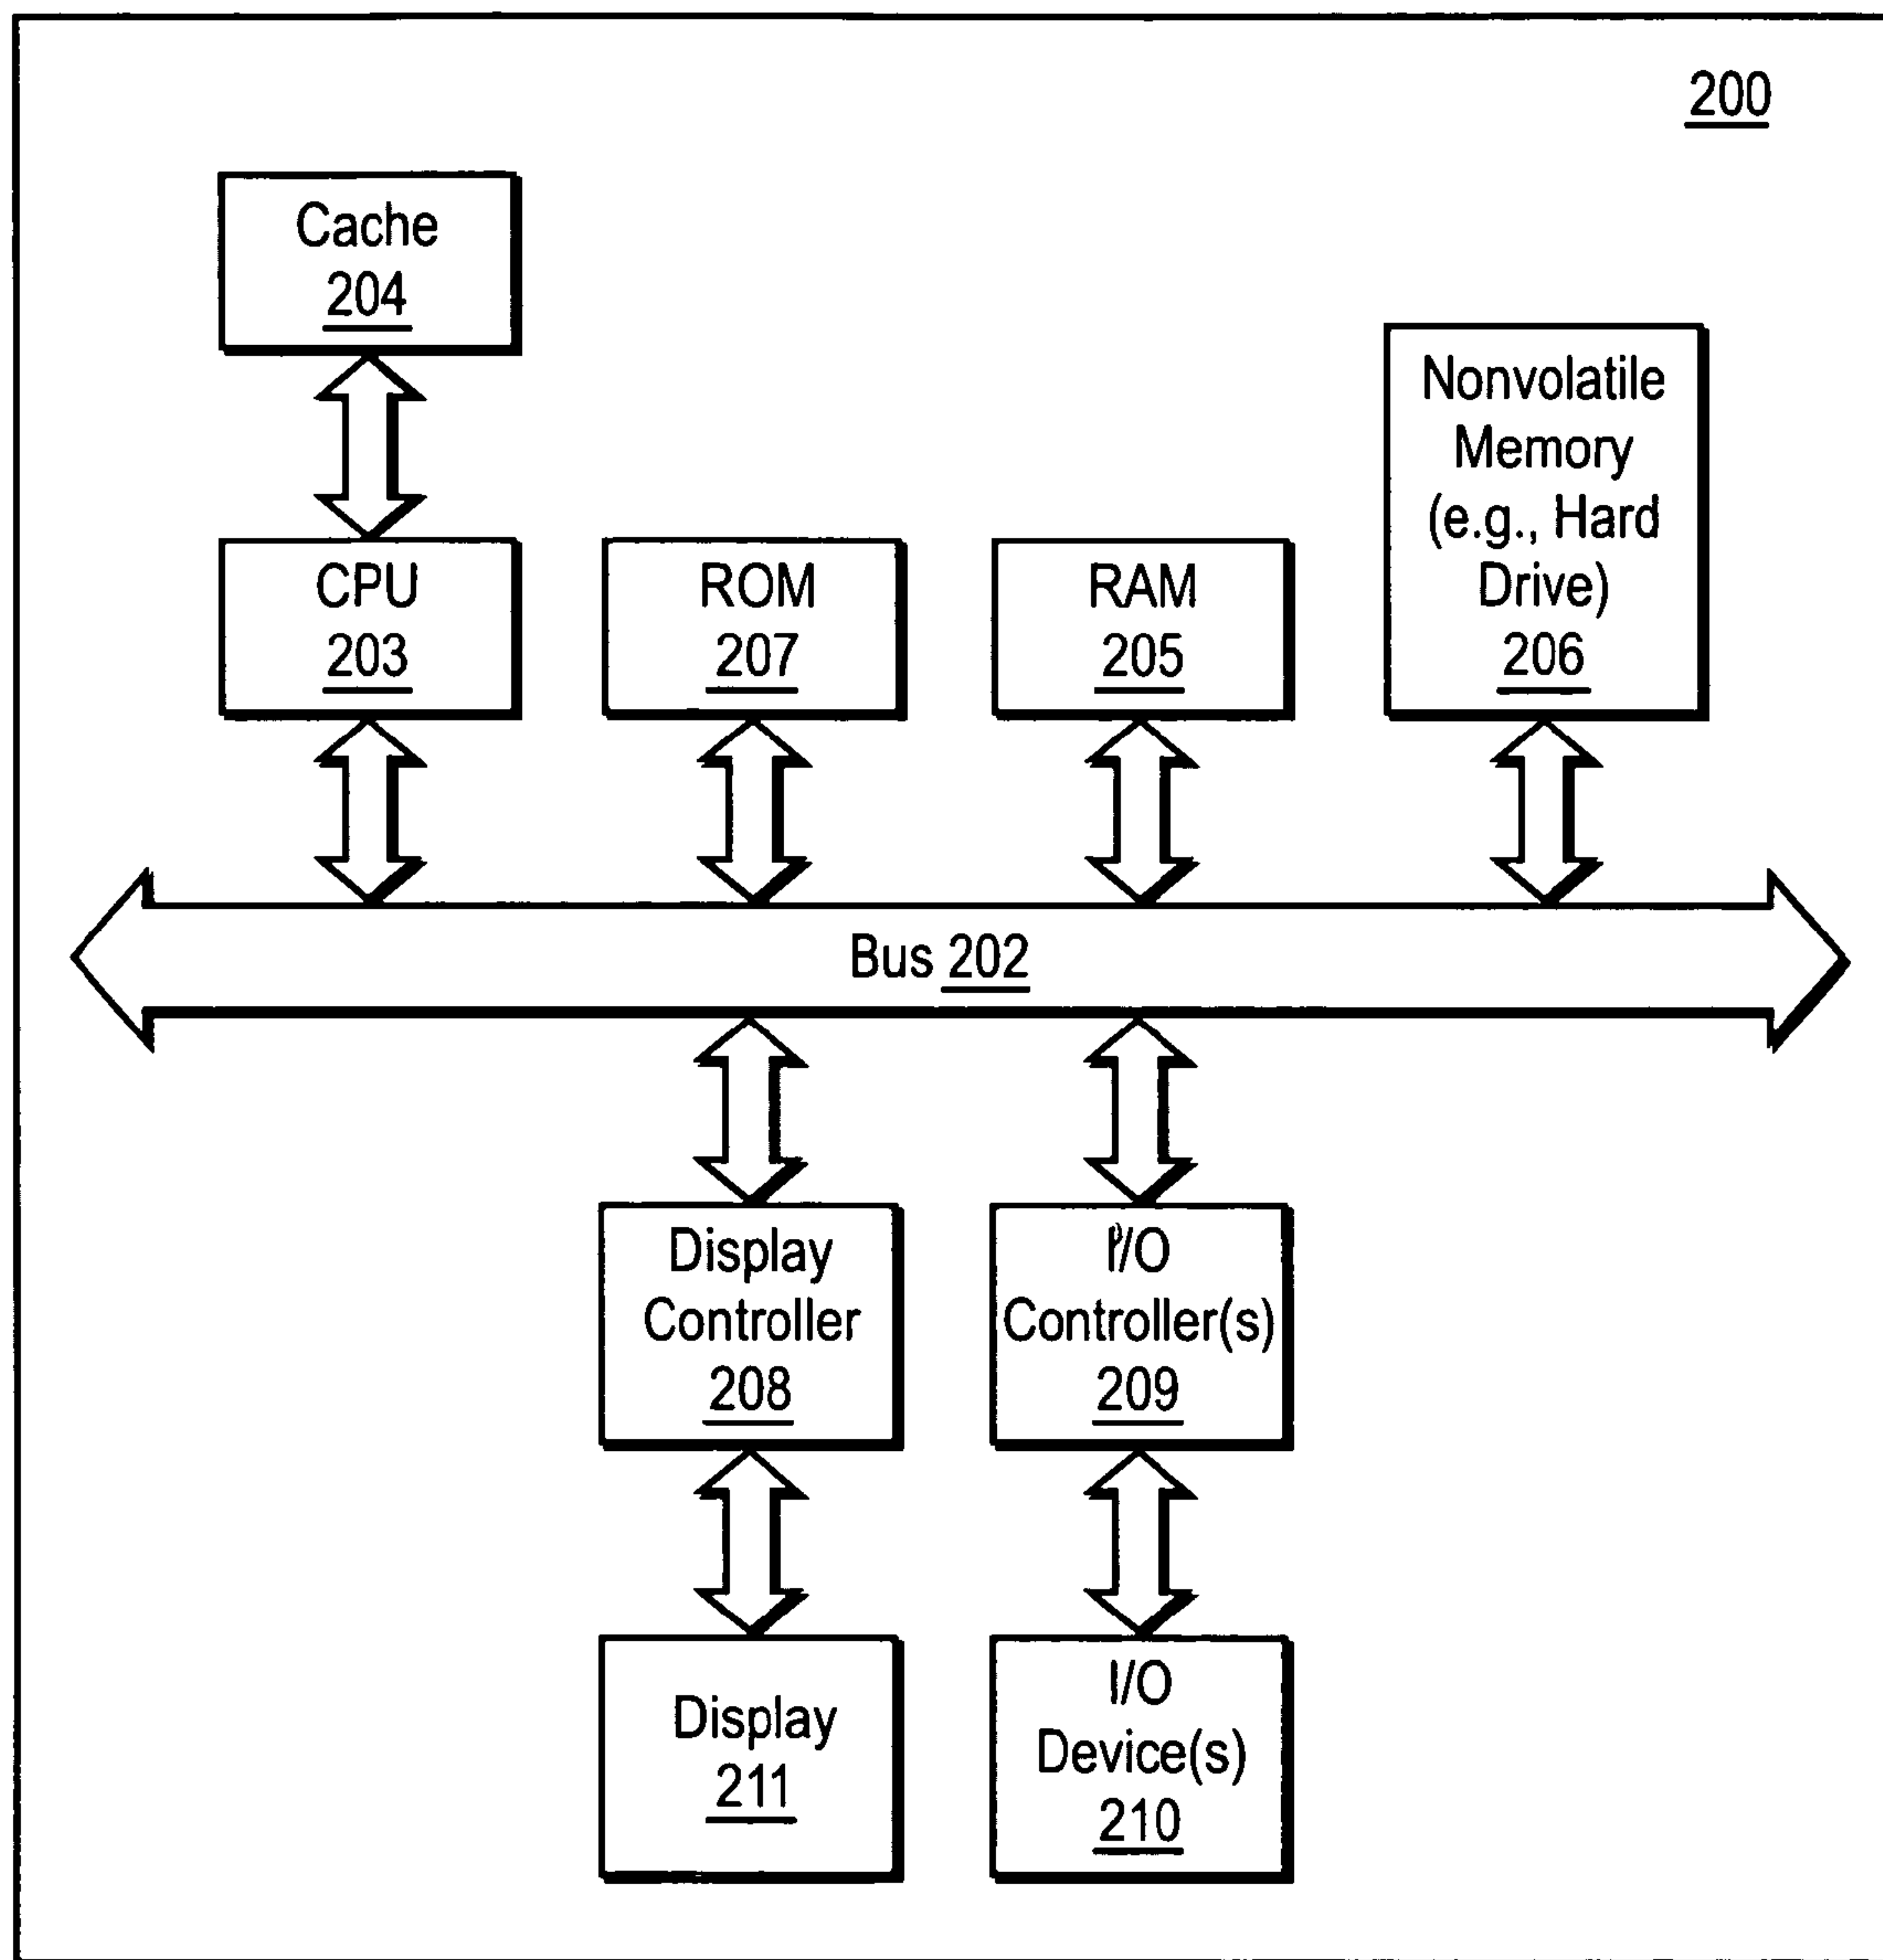 200
Cache
204
Nonvolatile
Memory
(e.g., Hard
Drive)
206
CPU
203
ROM
207
RAM
205
Bus 202
Display
Controller
208
I/O
Controller(s)
209
Display
211
I/O
Device(s)
210